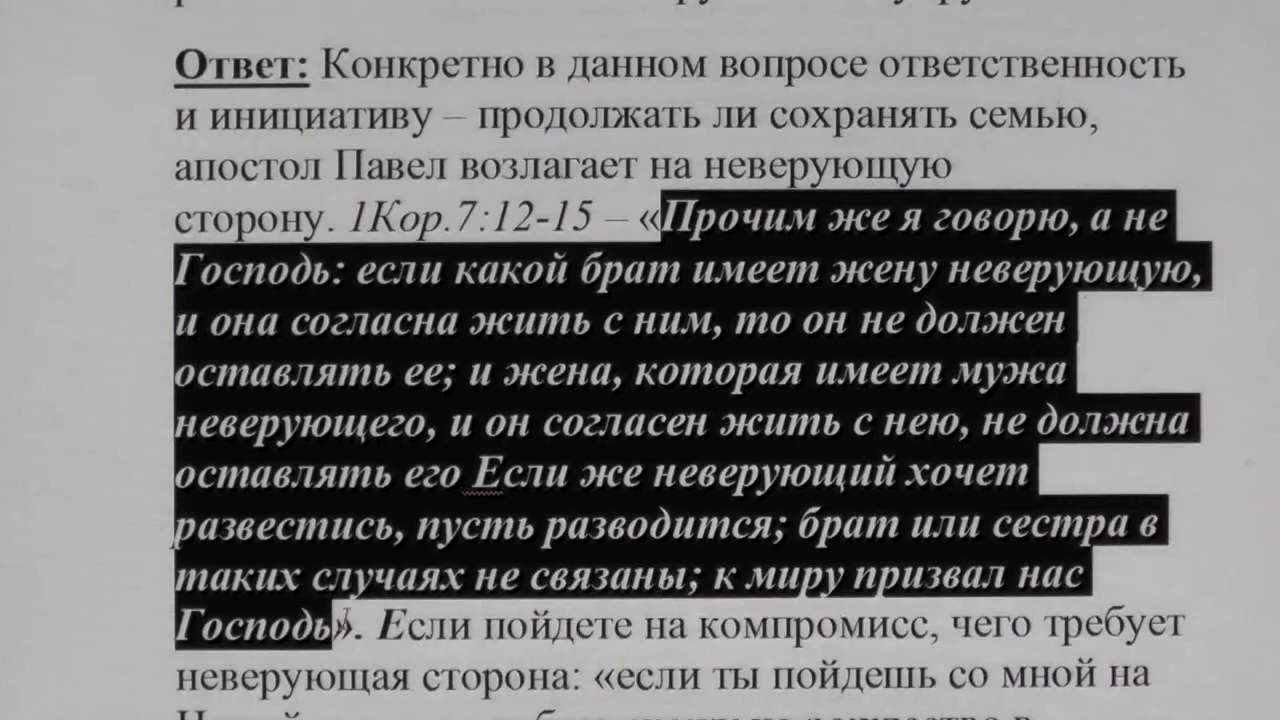 Ответ: Конкретно в данном вопросе ответственность
и инициативу – продолжать ли сохранять семью,
апостол Павел возлагает на неверующую
сторону. 1Кор.7:12-15 – «Прочим же я говорю, а не
Господь: если какой брат имеет жену неверующую,
и она согласна жить с ним, то он не должен
оставлять ее; и жена, которая имеет мужа
неверующего, и он согласен жить с нею, не должна
оставлять его Если же неверующий хочет
развестись, пусть разводится; брат или сестра в
таких случаях не связаны; к миру призвал нас
Господь». Если пойдете на компромисс, чего требует
неверующая сторона: «если ты пойдешь со мной на